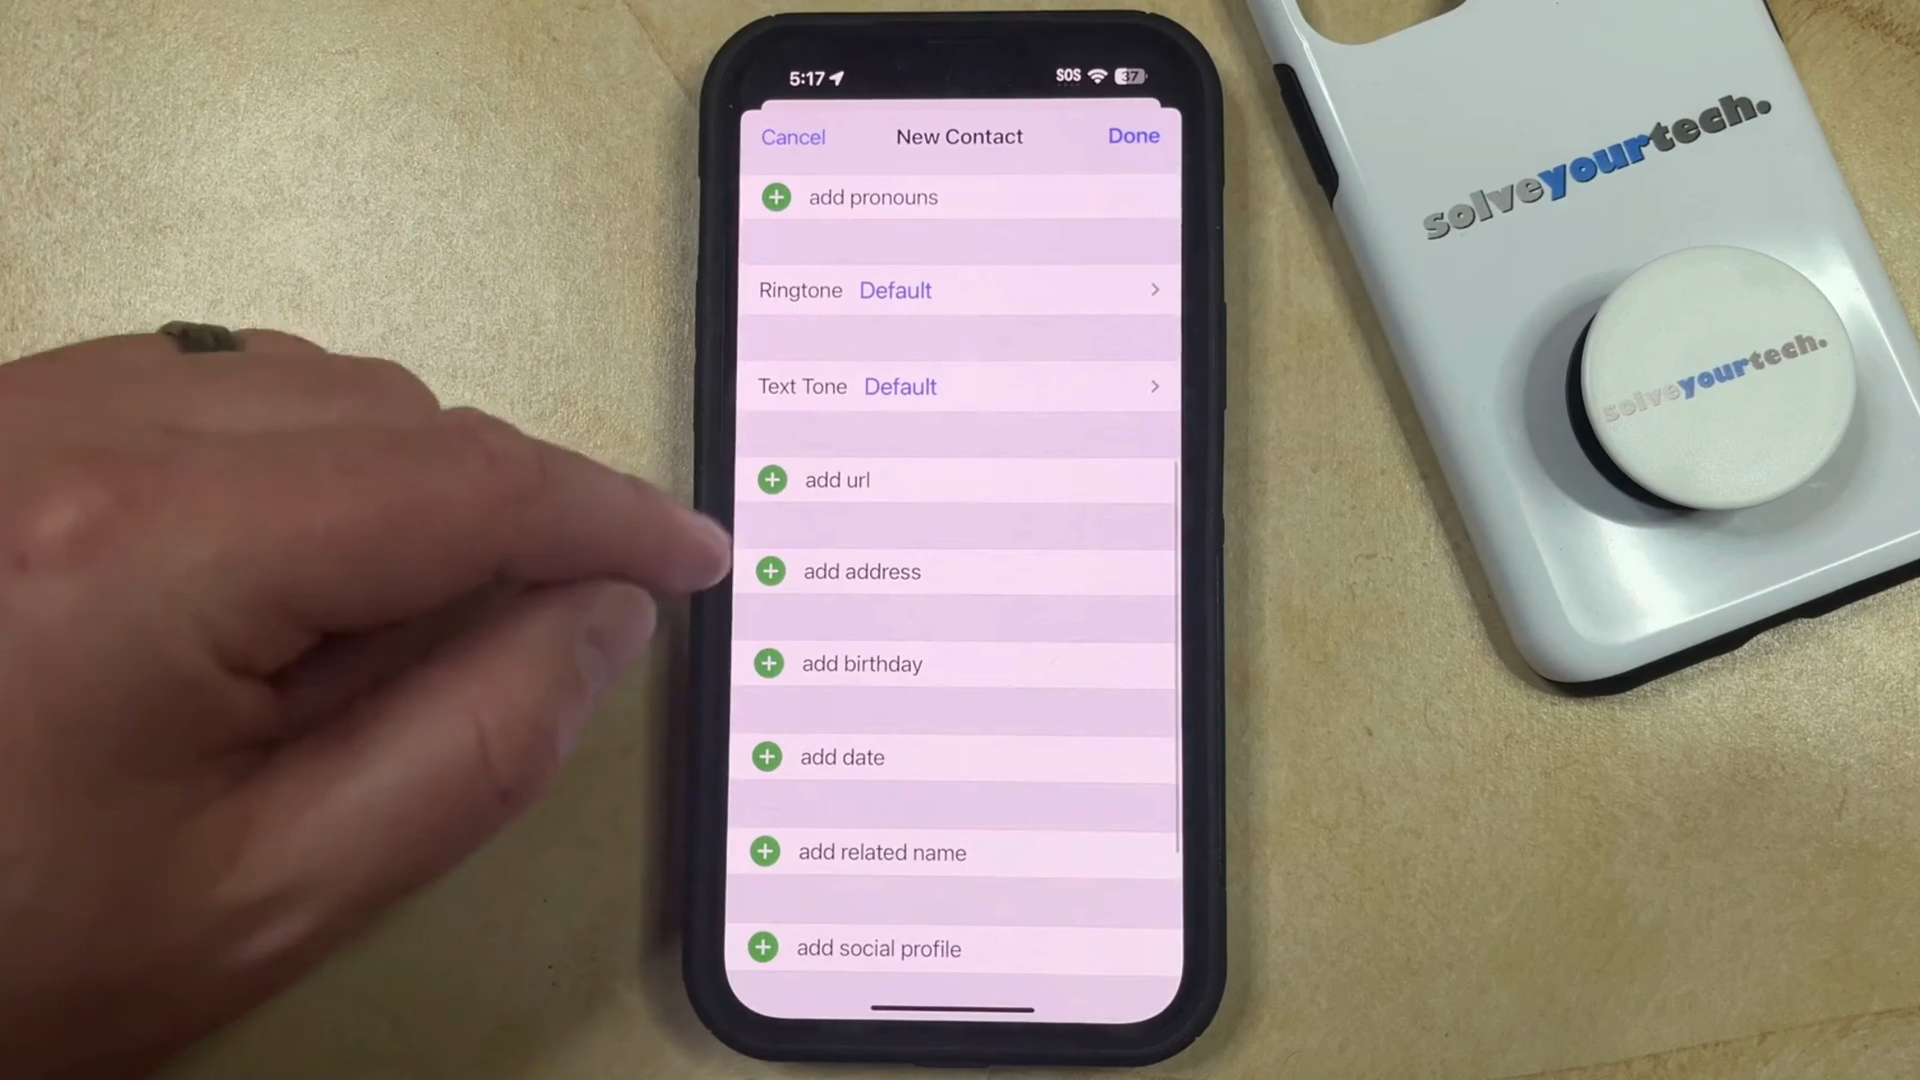 5:17
SOS
37
Cancel
New Contact
Done
add pronouns
Ringtone Default
Text Tone Default
add url
add address
add birthday
add date
add related name
add social profile
solveyourtech.
solveyourtech.